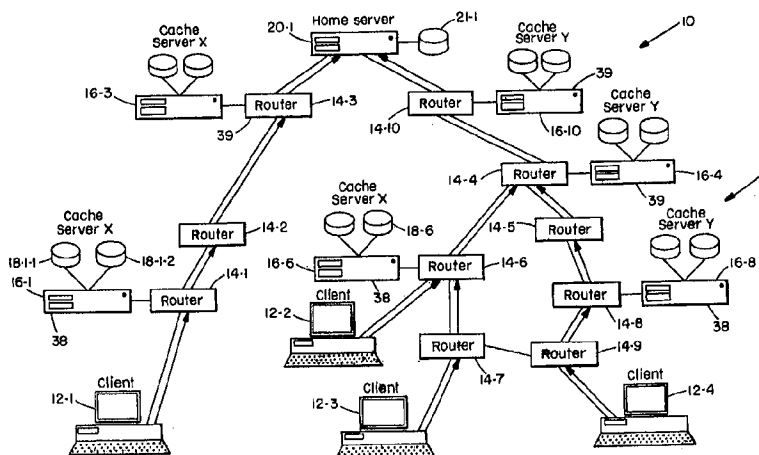 Home server
20-1
21-1
10
Cache
Server X
Cache
Server Y
39
16-3
Router
14-3
39
Router
14-10
16-10
Cache
Server Y
14-4
Router
39
16-4
Cache
Server X
Cache
Server X
18-6
14-2
Router
14-5
Router
Cache
Server Y
18-1-1
18-1-2
16-1
38
Router
14-1
16-6
38
Router
14-6
16-8
Router
14-8
38
Client
12-2
Router
14-7
Router
14-9
Client
12-1
Client
12-3
Client
12-4